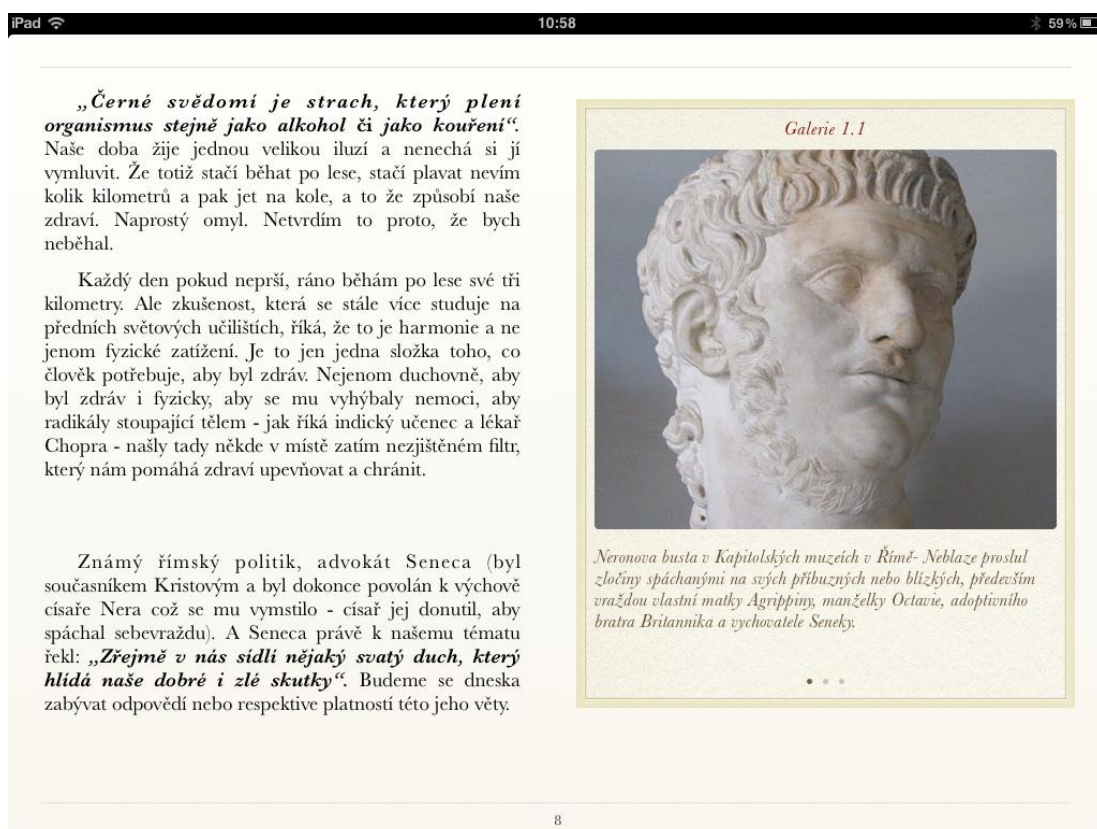 iPad 10:58 59%
„Černé svědomí je strach, který plení
organismus stejně jako alkohol či jako kouření“.
Naše doba žije jednou velikou iluzí a nenechá si jí
vymluvit. Že totiž stačí běhat po lese, stačí plavat nevím
kolik kilometrů a pak jet na kole, a to že způsobí naše
zdraví. Naprostý omyl. Netvrdím to proto, že bych
neběhal.
Každý den pokud neprší, ráno běhám po lese své tři
kilometry. Ale zkušenost, která se stále více studuje na
předních světových učilištích, říká, že to je harmonie a ne
jenom fyzické zatížení. Je to jen jedna složka toho, co
člověk potřebuje, aby byl zdráv. Nejenom duchovně, aby
byl zdráv i fyzicky, aby se mu vyhýbaly nemoci, aby
radikály stoupající tělem - jak říká indický učenec a lékař
Chopra - našly tady někde v místě zatím nezjištěném filtr,
který nám pomáhá zdraví upevňovat a chránit.
Známý římský politik, advokát Seneca (byl
současníkem Kristovým a byl dokonce povolán k výchově
císaře Nera což se mu vymstilo - císař jej donutil, aby
spáchal sebevraždu). A Seneca právě k našemu tématu
řekl: „Zřejmě v nás sídlí nějaký svatý duch, který
hlídá naše dobré i zlé skutky“. Budeme se dneska
zabývat odpovědí nebo respektive platností této jeho věty.
Galerie 1.1
Neronova busta v Kapitolských muzeích v Římě- Neblaze proslul
zločiny spáchanými na svých příbuzných nebo blízkých, především
vraždou vlastní matky Agrippiny, manželky Octavie, adoptivního
bratra Britannika a vychovatele Seneky.
8